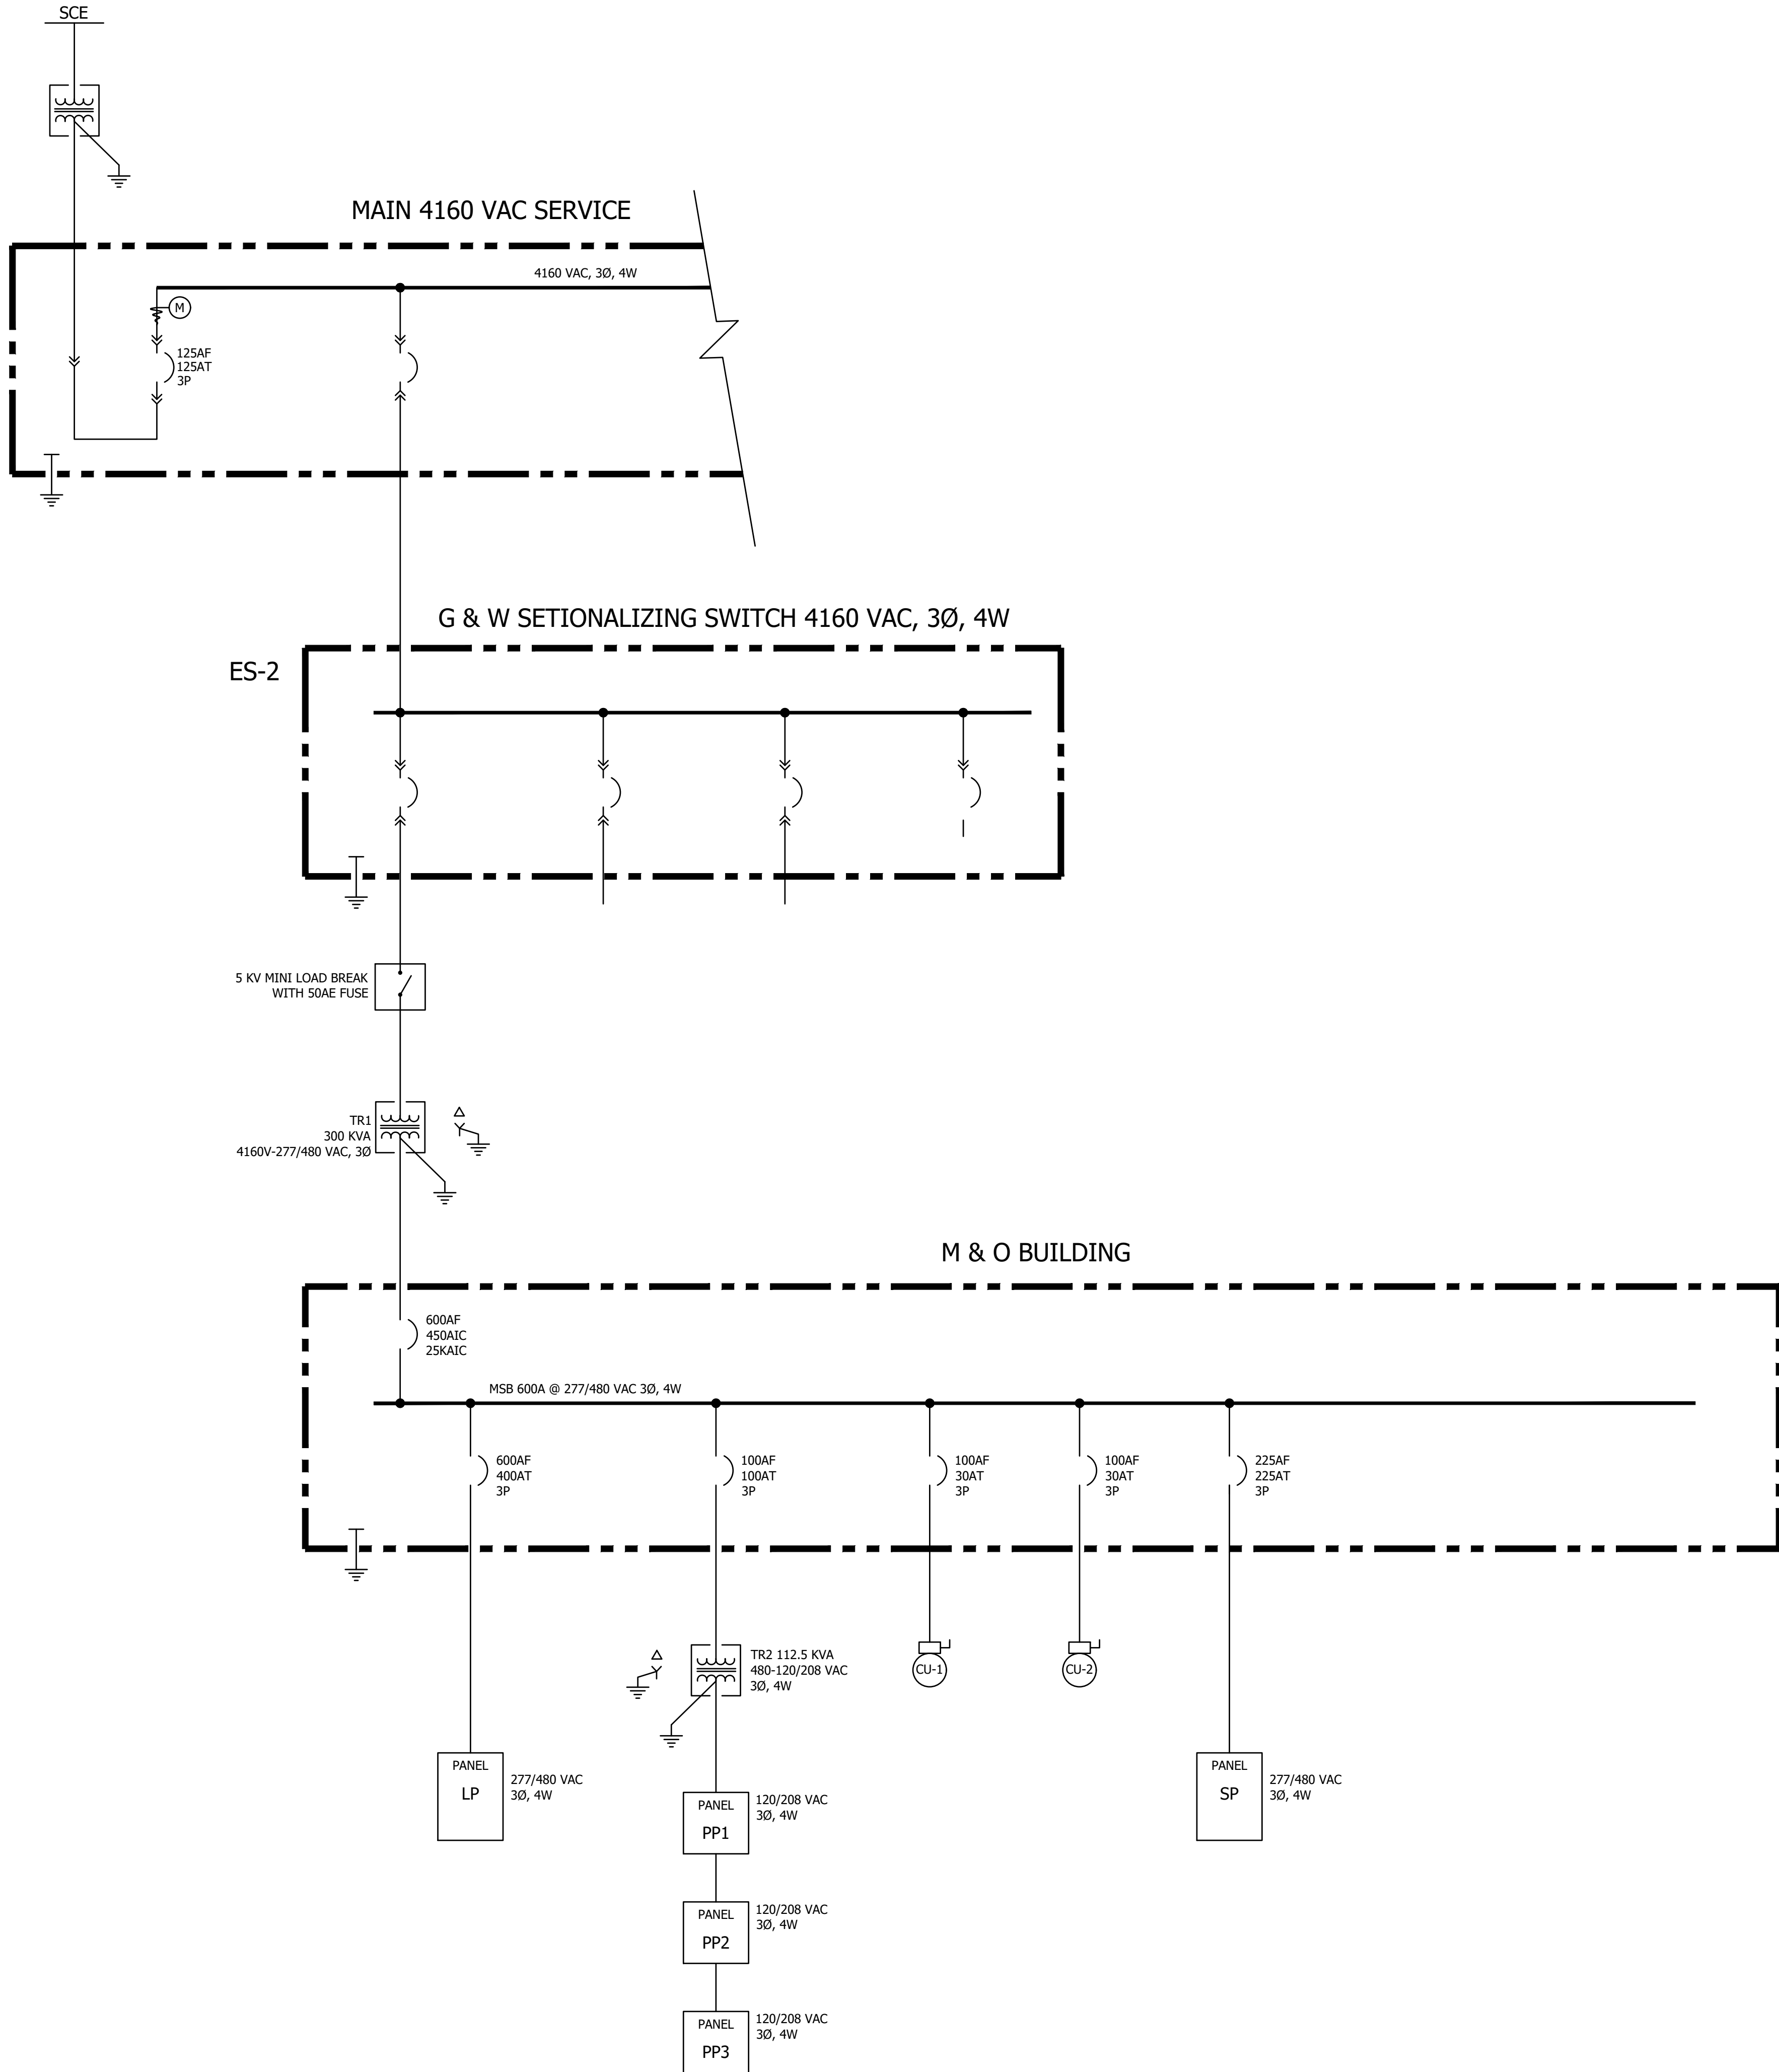 SCE
MAIN 4160 VAC SERVICE
4160 VAC, 3Ø, 4W
M
125AF
125AT
3P
G & W SETIONALIZING SWITCH 4160 VAC, 3Ø, 4W
ES-2
5 KV MINI LOAD BREAK
WITH 50AE FUSE
TR1
300 KVA
4160V-277/480 VAC, 3Ø
M & O BUILDING
600AF
450AIC
25KAIC
MSB 600A @ 277/480 VAC 3Ø, 4W
600AF
400AT
3P
100AF
100AT
3P
100AF
30AT
3P
100AF
30AT
3P
225AF
225AT
3P
TR2 112.5 KVA
480-120/208 VAC
3Ø, 4W
CU-1
CU-2
PANEL
LP
277/480 VAC
3Ø, 4W
PANEL
SP
277/480 VAC
3Ø, 4W
PANEL
PP1
120/208 VAC
3Ø, 4W
PANEL
PP2
120/208 VAC
3Ø, 4W
PANEL
PP3
120/208 VAC
3Ø, 4W